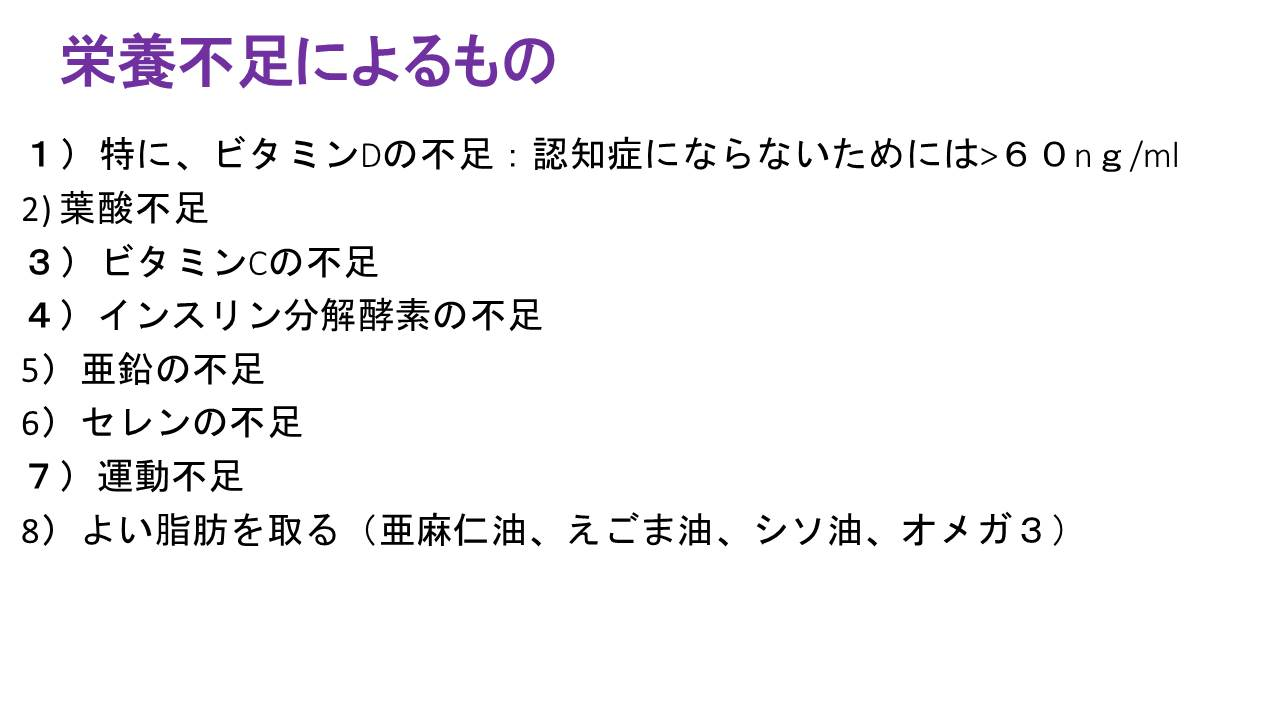 栄養不足によるもの
１）特に、ビタミンDの不足：認知症にならないためには>６０nｇ/ml
2) 葉酸不足
３）ビタミンCの不足
４）インスリン分解酵素の不足
5）亜鉛の不足
6）セレンの不足
７）運動不足
8）よい脂肪を取る（亜麻仁油、えごま油、シソ油、オメガ３）